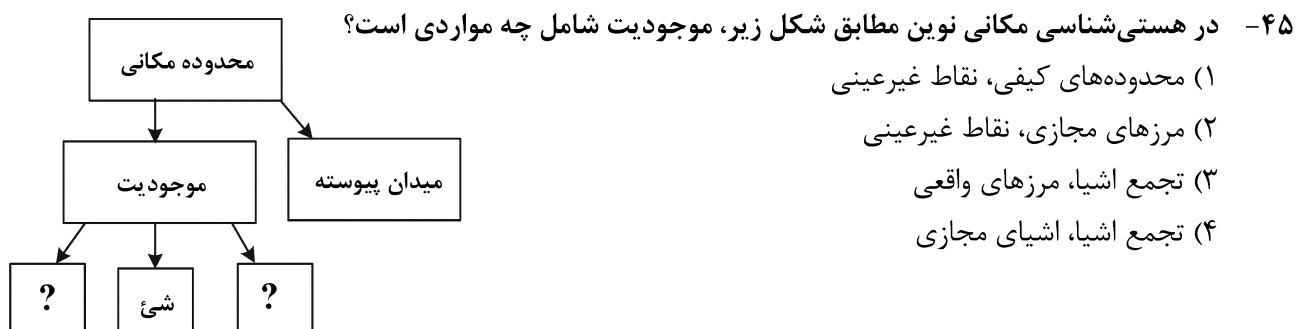 ۴۵- در هستی‌شناسی مکانی نوین مطابق شکل زیر، موجودیت شامل چه مواردی است؟
۱) محدوده‌های کیفی، نقاط غیرعینی
۲) مرزهای مجازی، نقاط غیرعینی
۳) تجمع اشیا، مرزهای واقعی
۴) تجمع اشیا، اشیای مجازی
محدوده مکانی
موجودیت
میدان پیوسته
?
شئ
?